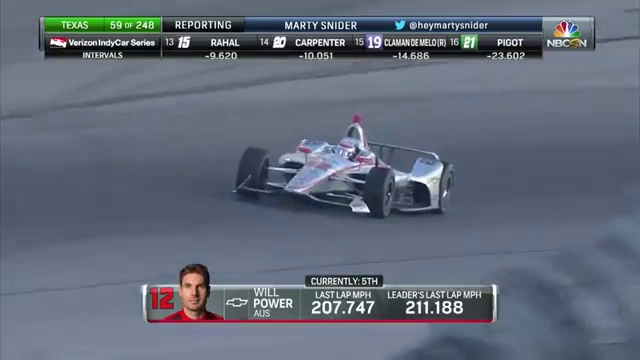 TEXAS 59 OF 248 REPORTING MARTY SNIDER @heymartysnider
Verizon IndyCar Series 13 15 RAHAL 14 20 CARPENTER 15 19 CLAMAN DE MELO (R) 16 21 PIGOT NBCSN
INTERVALS -9.620 -10.051 -14.686 -23.602
CURRENTLY: 5TH
12 WILL POWER AUS
LAST LAP MPH LEADER'S LAST LAP MPH
207.747 211.188